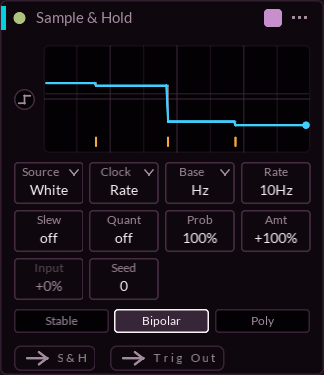 Sample & Hold
Source Clock Base Rate
White Rate Hz 10Hz
Slew Quant Prob Amt
off off 100% +100%
Input Seed
+0% 0
Stable Bipolar Poly
S&H Trig Out